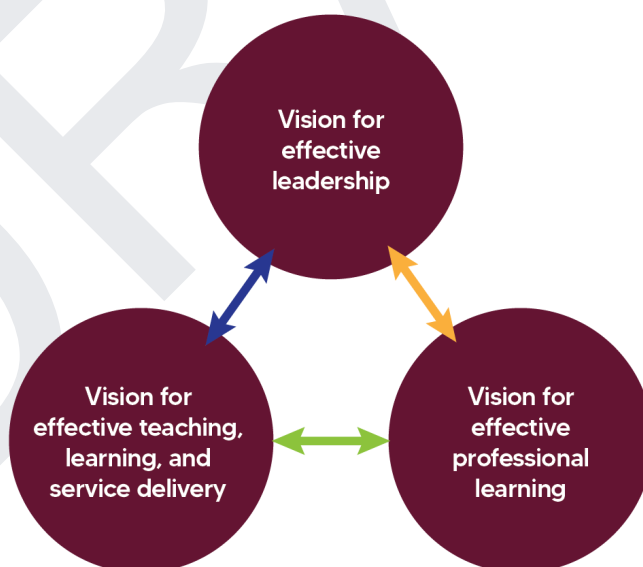 Vision for
effective
leadership
Vision for
effective teaching,
learning, and
service delivery
Vision for
effective
professional
learning